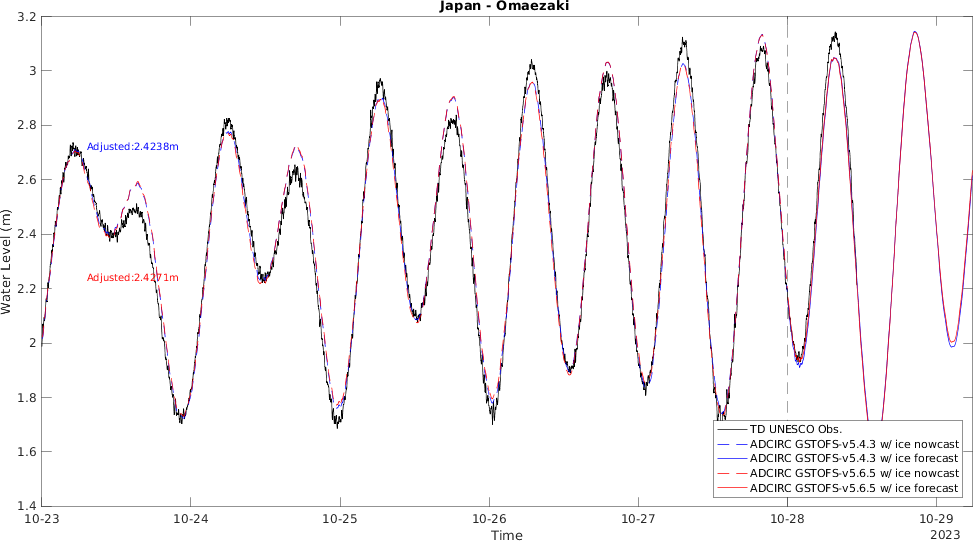 Japan - Omaezaki
3.2
3
2.8
2.6
2.4
2.2
2
1.8
1.6
1.4
Water Level (m)
Adjusted:2.4238m
Adjusted:2.4271m
TD UNESCO Obs.
ADCIRC GSTOFS-v5.4.3 w/ ice nowcast
ADCIRC GSTOFS-v5.4.3 w/ ice forecast
ADCIRC GSTOFS-v5.6.5 w/ ice nowcast
ADCIRC GSTOFS-v5.6.5 w/ ice forecast
10-23 10-24 10-25 10-26 10-27 10-28 10-29
Time
2023